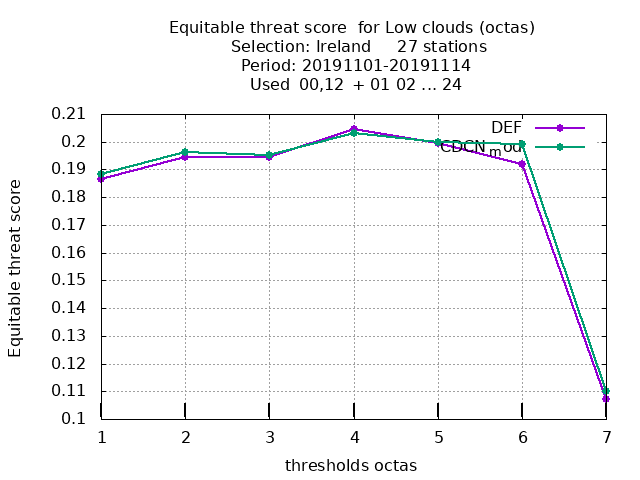 Equitable threat score  for Low clouds (octas)
Selection: Ireland     27 stations
Period: 20191101-20191114
Used  00,12  + 01 02 ... 24
0.21
0.2
0.19
0.18
0.17
0.16
0.15
0.14
0.13
0.12
0.11
0.1
Equitable threat score
DEF
CDCNmod
1 2 3 4 5 6 7
thresholds octas